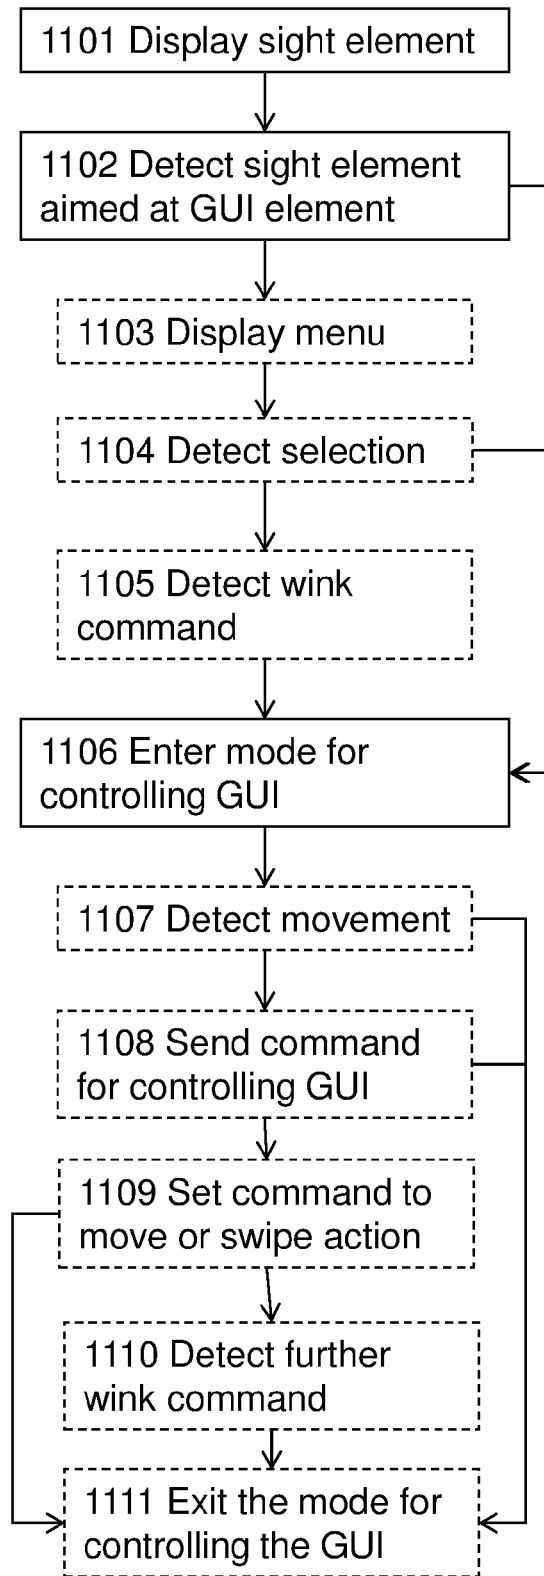 1101 Display sight element
1102 Detect sight element
aimed at GUI element
1103 Display menu
1104 Detect selection
1105 Detect wink
command
1106 Enter mode for
controlling GUI
1107 Detect movement
1108 Send command
for controlling GUI
1109 Set command to
move or swipe action
1110 Detect further
wink command
1111 Exit the mode for
controlling the GUI